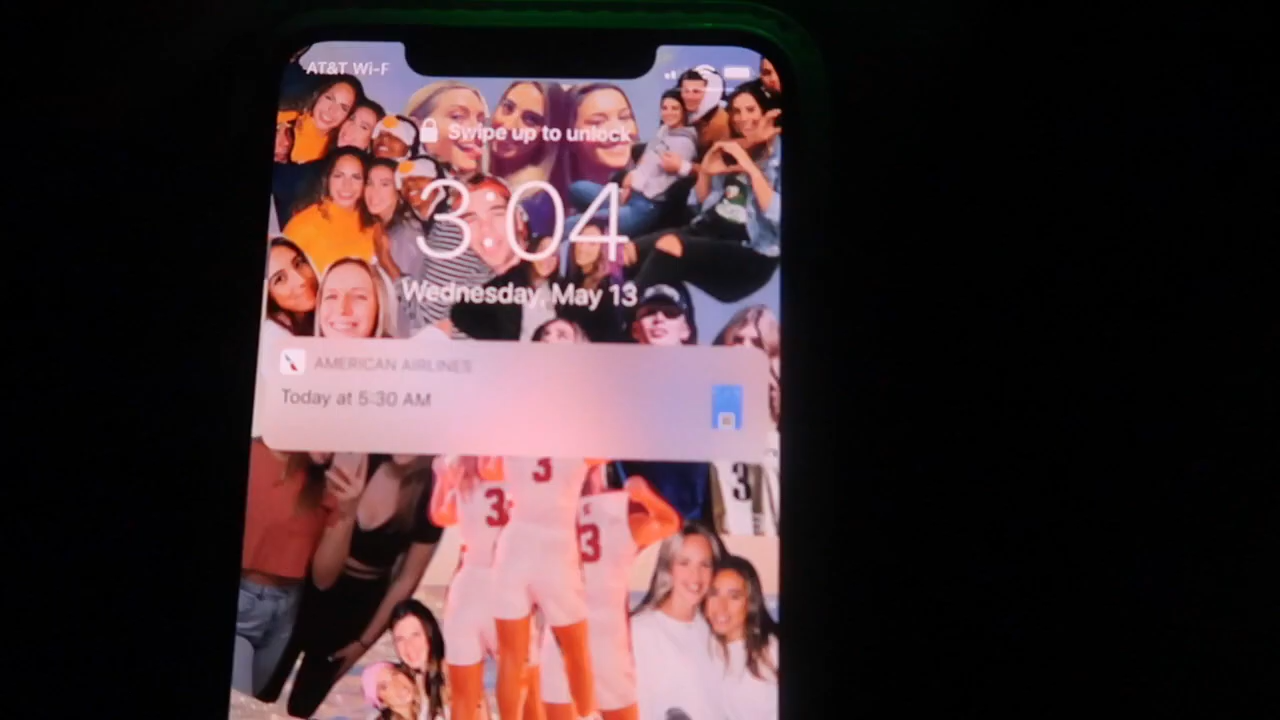 AT&T Wi-F
Swipe up to unlock
3:04
Wednesday, May 13
AMERICAN AIRLINES
Today at 5:30 AM
3
3
3
3